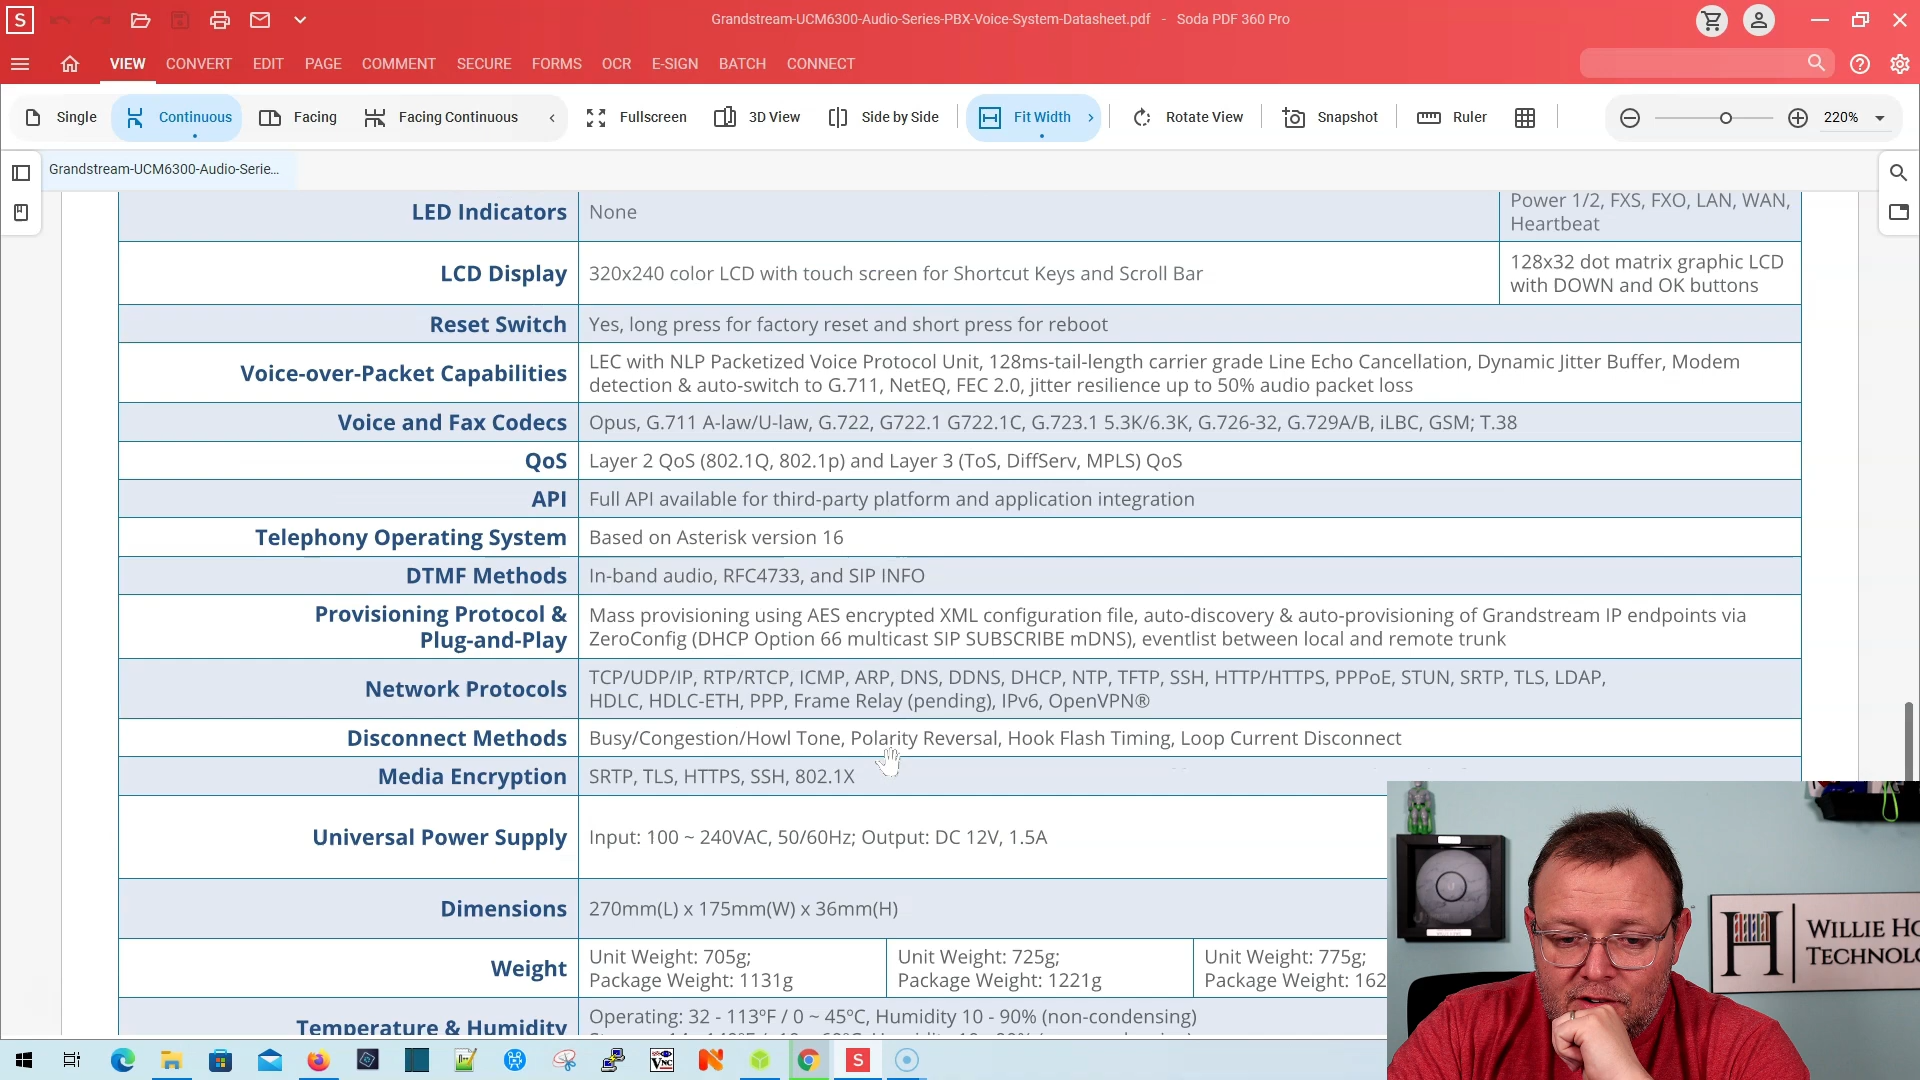 S
Grandstream-UCM6300-Audio-Series-PBX-Voice-System-Datasheet.pdf - Soda PDF 360 Pro
VIEW CONVERT EDIT PAGE COMMENT SECURE FORMS OCR E-SIGN BATCH CONNECT
Single Continuous Facing Facing Continuous Fullscreen 3D View Side by Side Fit Width Rotate View Snapshot Ruler 220%
Grandstream-UCM6300-Audio-Serie...
LED Indicators None Power 1/2, FXS, FXO, LAN, WAN,
Heartbeat
LCD Display 320x240 color LCD with touch screen for Shortcut Keys and Scroll Bar 128x32 dot matrix graphic LCD
with DOWN and OK buttons
Reset Switch Yes, long press for factory reset and short press for reboot
Voice-over-Packet Capabilities LEC with NLP Packetized Voice Protocol Unit, 128ms-tail-length carrier grade Line Echo Cancellation, Dynamic Jitter Buffer, Modem
detection & auto-switch to G.711, NetEQ, FEC 2.0, jitter resilience up to 50% audio packet loss
Voice and Fax Codecs Opus, G.711 A-law/U-law, G.722, G722.1 G722.1C, G.723.1 5.3K/6.3K, G.726-32, G.729A/B, iLBC, GSM; T.38
QoS Layer 2 QoS (802.1Q, 802.1p) and Layer 3 (ToS, DiffServ, MPLS) QoS
API Full API available for third-party platform and application integration
Telephony Operating System Based on Asterisk version 16
DTMF Methods In-band audio, RFC4733, and SIP INFO
Provisioning Protocol &
Plug-and-Play
Mass provisioning using AES encrypted XML configuration file, auto-discovery & auto-provisioning of Grandstream IP endpoints via
ZeroConfig (DHCP Option 66 multicast SIP SUBSCRIBE mDNS), eventlist between local and remote trunk
Network Protocols TCP/UDP/IP, RTP/RTCP, ICMP, ARP, DNS, DDNS, DHCP, NTP, TFTP, SSH, HTTP/HTTPS, PPPoE, STUN, SRTP, TLS, LDAP,
HDLC, HDLC-ETH, PPP, Frame Relay (pending), IPv6, OpenVPN®
Disconnect Methods Busy/Congestion/Howl Tone, Polarity Reversal, Hook Flash Timing, Loop Current Disconnect
Media Encryption SRTP, TLS, HTTPS, SSH, 802.1X
Universal Power Supply Input: 100 ~ 240VAC, 50/60Hz; Output: DC 12V, 1.5A
Dimensions 270mm(L) x 175mm(W) x 36mm(H)
Weight
Unit Weight: 705g;
Package Weight: 1131g
Unit Weight: 725g;
Package Weight: 1221g
Unit Weight: 775g;
Package Weight: 162
Temperature & Humidity Operating: 32 - 113ºF / 0 ~ 45ºC, Humidity 10 - 90% (non-condensing)
H WILLIE HO
TECHNOLO
VNC
S